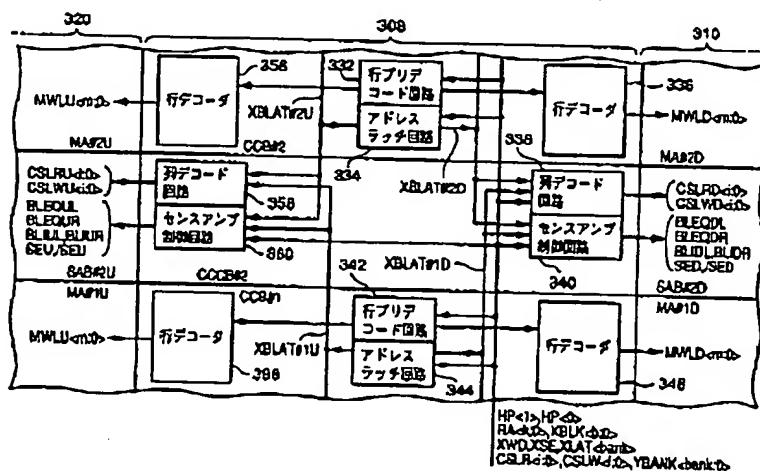 320
308
310
356
332
行プリデ
コード回路
行デコーダ
行デコーダ
336
MWLU<m:0>
MWLD<m:0>
XBLAT#2U
アドレス
ラッチ回路
338
MA#2U
CCB#2
334
XBLAT#2D
MA#2D
CSLRU<i:0>
CSLWU<i:0>
列デコード
回路
358
列デコード
回路
CSLRD<i:0>
CSLWD<i:0>
BLEQUL
BLEQUR
BLIUL,BLIUR
SEU,/SEU
センスアンプ
制御回路
360
センスアンプ
制御回路
BLEQDL
BLEQDR
BLIDL,BLIDR
SED,/SED
XBLAT#1D
SAB#2U
CCCB#2
342
340
SAB#2D
MA#1U
CCB#1
MA#1D
行デコーダ
行プリデ
コード回路
行デコーダ
MWLU<m:0>
XBLAT#1U
アドレス
ラッチ回路
MWLD<m:0>
344
348
HP<1>,HP<0>
XWD,XSE,XLAT<bank>
CSLR<i:0>,CSLW<i:0>,YBANK<bank:0>